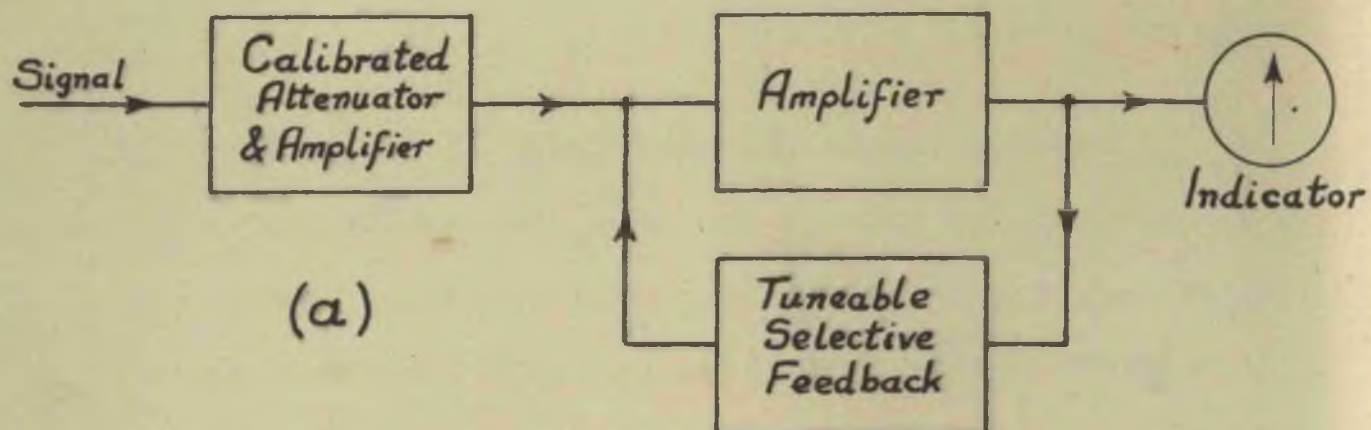 Signal
Calibrated
Attenuator
& Amplifier
Amplifier
Indicator
(a)
Tuneable
Selective
Feedback